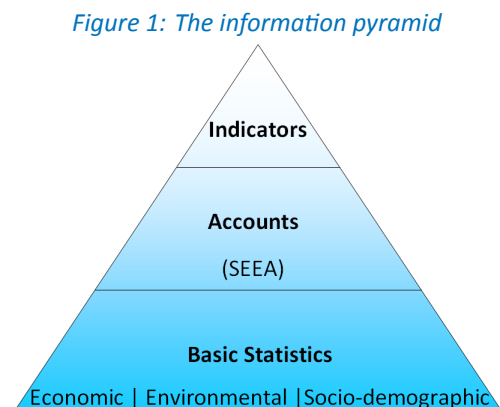 Figure 1: The information pyramid
Indicators
Accounts
(SEEA)
Basic Statistics
Economic | Environmental |Socio-demographic